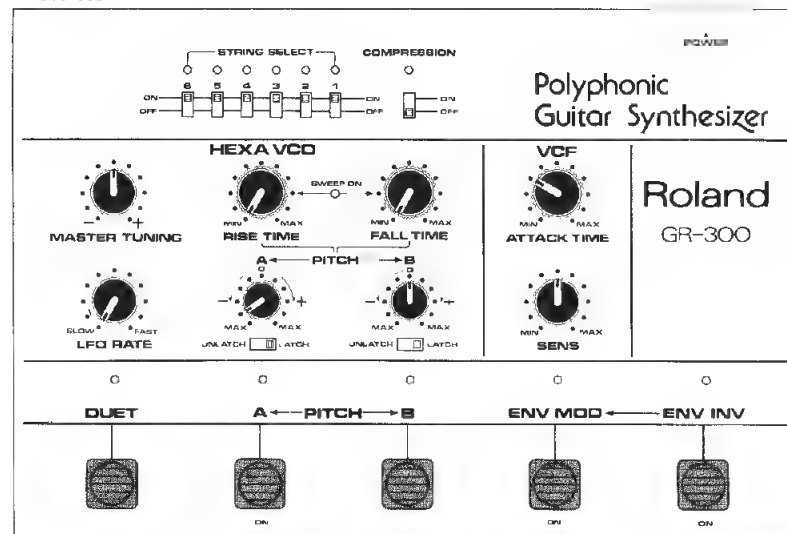 STRING SELECT COMPRESSION POWER
6 5 4 3 2 1
ON ON ON
OFF OFF OFF
Polyphonic
Guitar Synthesizer
HEXA VCO VCF
SWEEP ON
- + MIN MAX MIN MAX MIN MAX
MASTER TUNING RISE TIME FALL TIME ATTACK TIME
Roland
GR-300
A PITCH B
- + - +
SLOW FAST MAX MAX MAX MAX MIN MAX
LFO RATE UNLATCH LATCH UNLATCH LATCH SENS
DUET A PITCH B ENV MOD ENV INV
ON ON ON